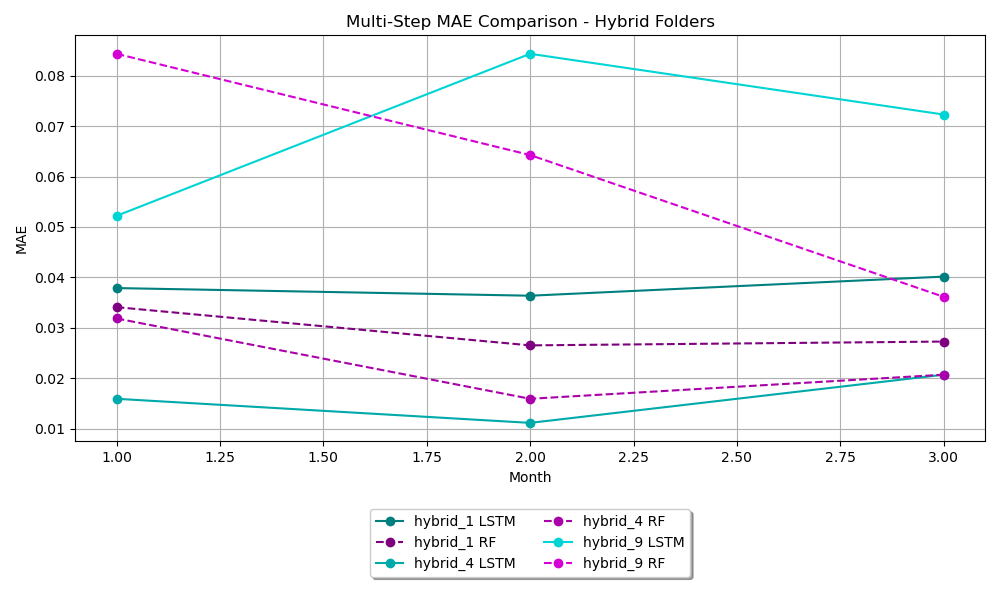 Multi-Step MAE Comparison - Hybrid Folders
MAE
0.08
0.07
0.06
0.05
0.04
0.03
0.02
0.01
1.00 1.25 1.50 1.75 2.00 2.25 2.50 2.75 3.00
Month
hybrid_1 LSTM
hybrid_1 RF
hybrid_4 LSTM
hybrid_4 RF
hybrid_9 LSTM
hybrid_9 RF